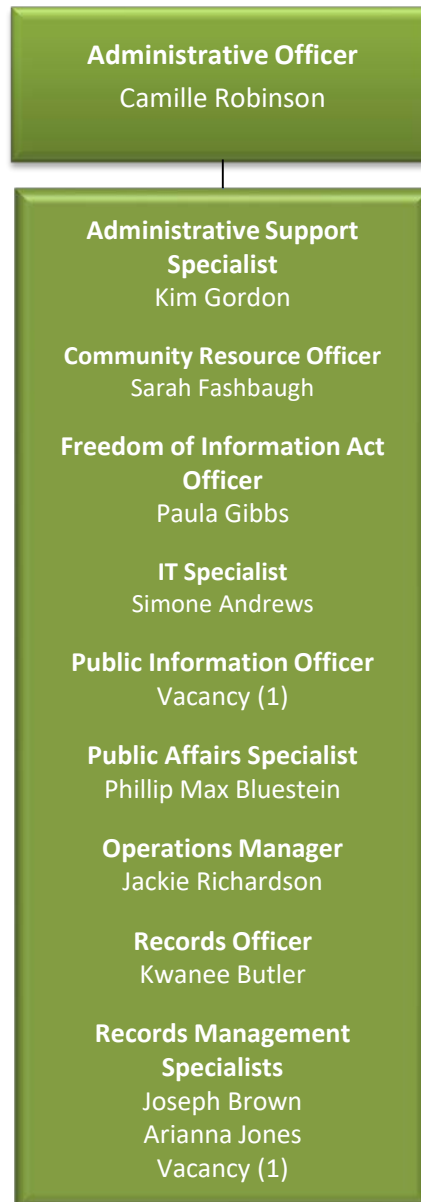 Administrative Officer
Camille Robinson
Administrative Support
Specialist
Kim Gordon
Community Resource Officer
Sarah Fashbaugh
Freedom of Information Act
Officer
Paula Gibbs
IT Specialist
Simone Andrews
Public Information Officer
Vacancy (1)
Public Affairs Specialist
Phillip Max Bluestein
Operations Manager
Jackie Richardson
Records Officer
Kwanee Butler
Records Management
Specialists
Joseph Brown
Arianna Jones
Vacancy (1)